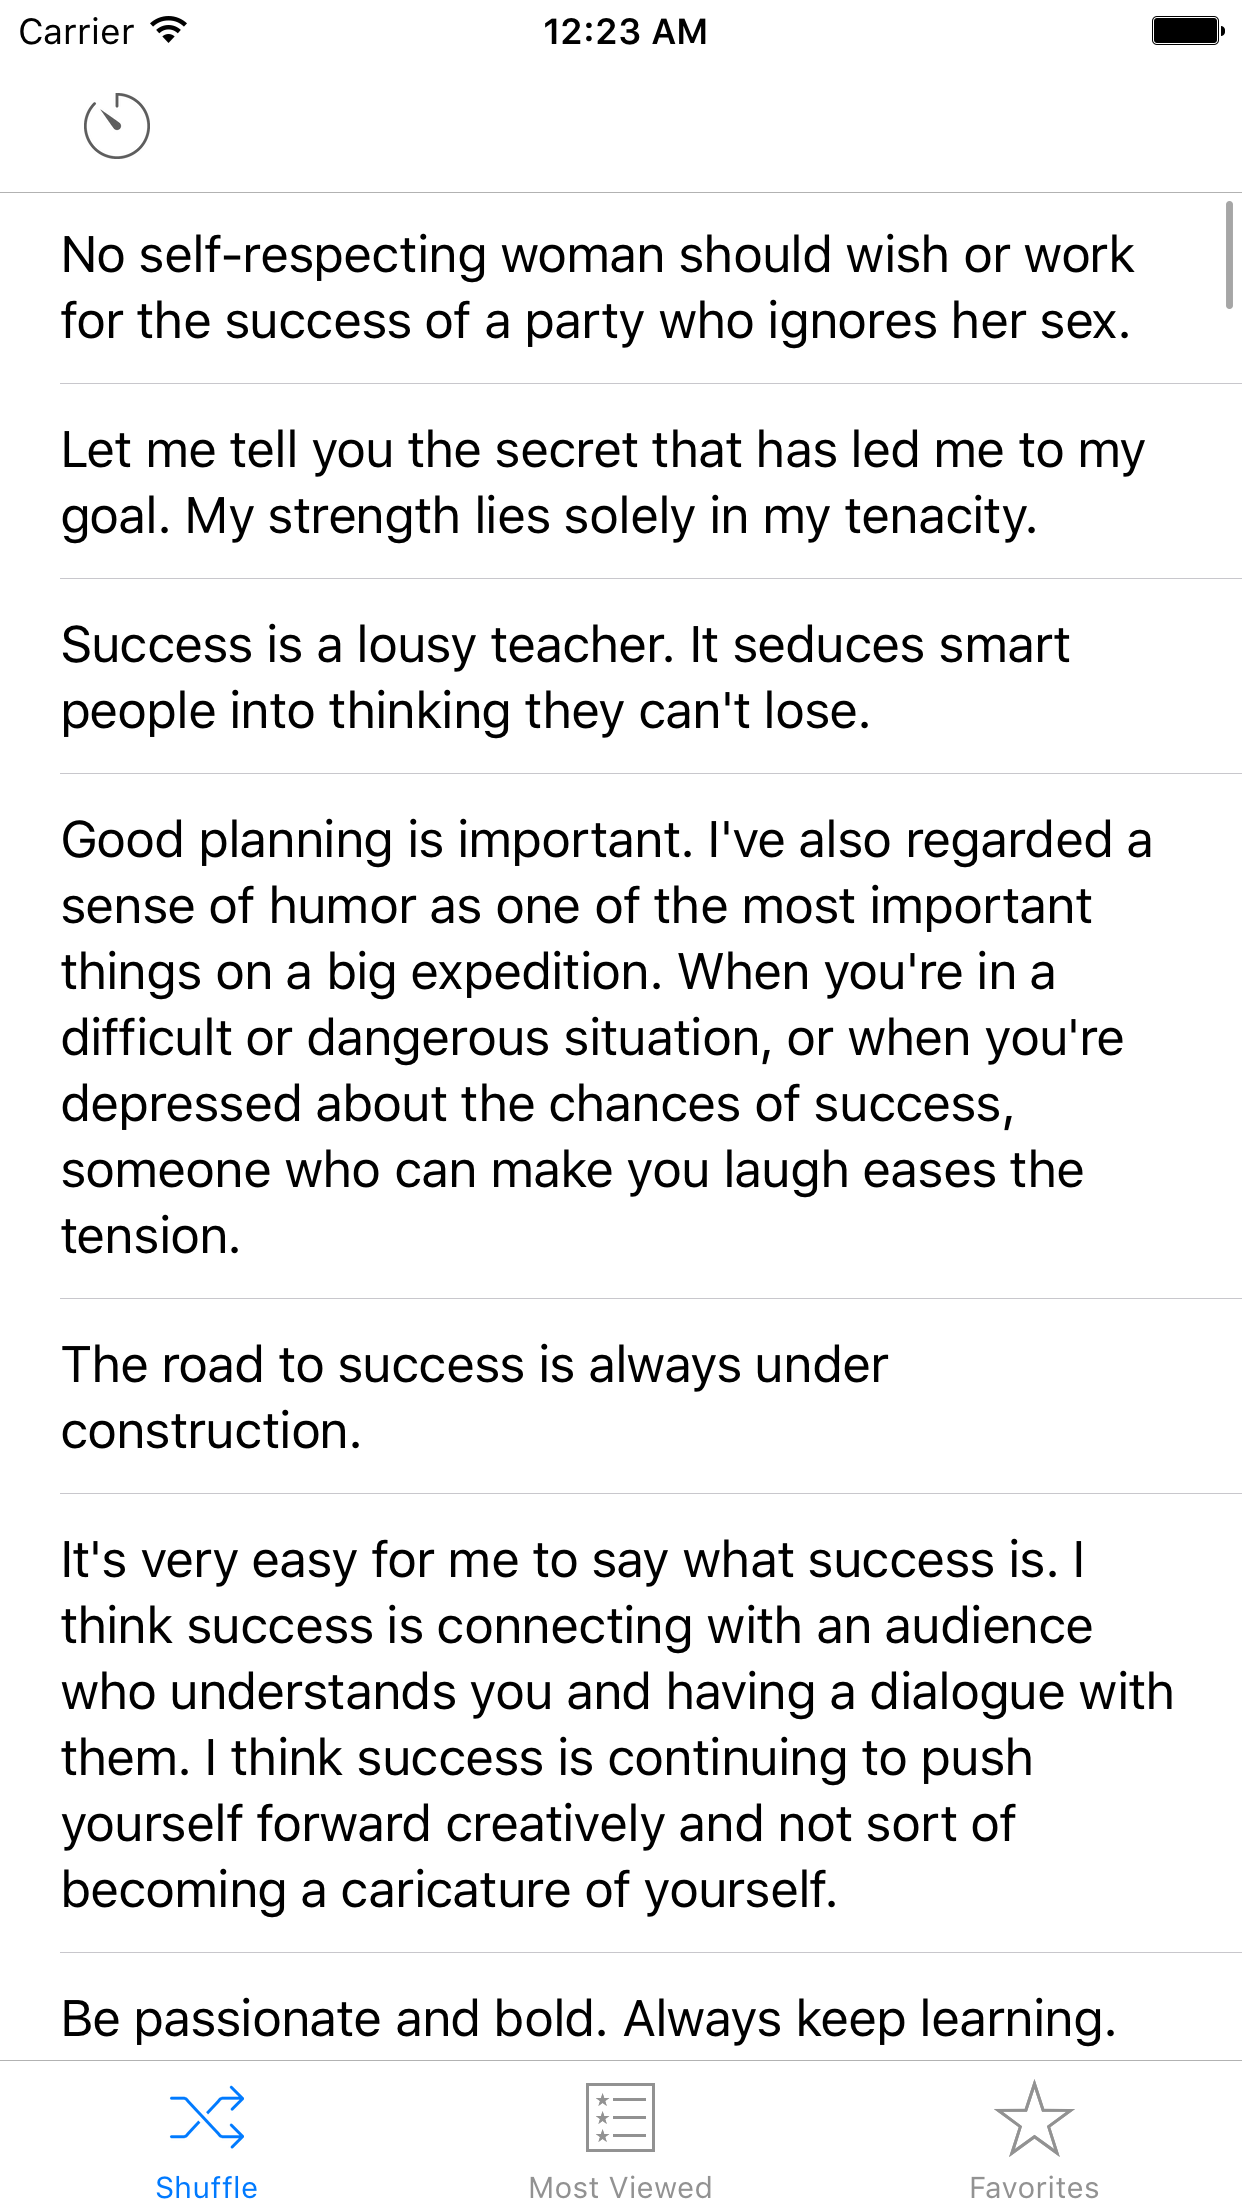 Carrier
12:23 AM
No self-respecting woman should wish or work
for the success of a party who ignores her sex.
Let me tell you the secret that has led me to my
goal. My strength lies solely in my tenacity.
Success is a lousy teacher. It seduces smart
people into thinking they can't lose.
Good planning is important. I've also regarded a
sense of humor as one of the most important
things on a big expedition. When you're in a
difficult or dangerous situation, or when you're
depressed about the chances of success,
someone who can make you laugh eases the
tension.
The road to success is always under
construction.
It's very easy for me to say what success is. I
think success is connecting with an audience
who understands you and having a dialogue with
them. I think success is continuing to push
yourself forward creatively and not sort of
becoming a caricature of yourself.
Be passionate and bold. Always keep learning.
Shuffle
Most Viewed
Favorites